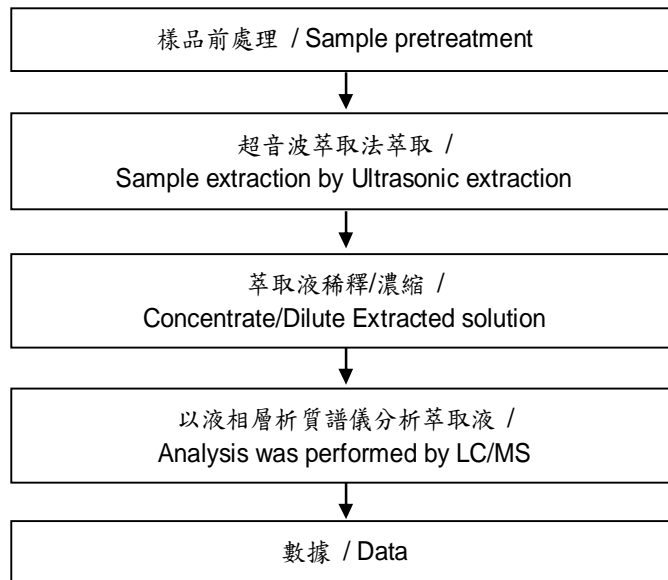 樣品前處理 / Sample pretreatment
超音波萃取法萃取 /
Sample extraction by Ultrasonic extraction
萃取液稀釋/濃縮 /
Concentrate/Dilute Extracted solution
以液相層析質譜儀分析萃取液 /
Analysis was performed by LC/MS
數據 / Data